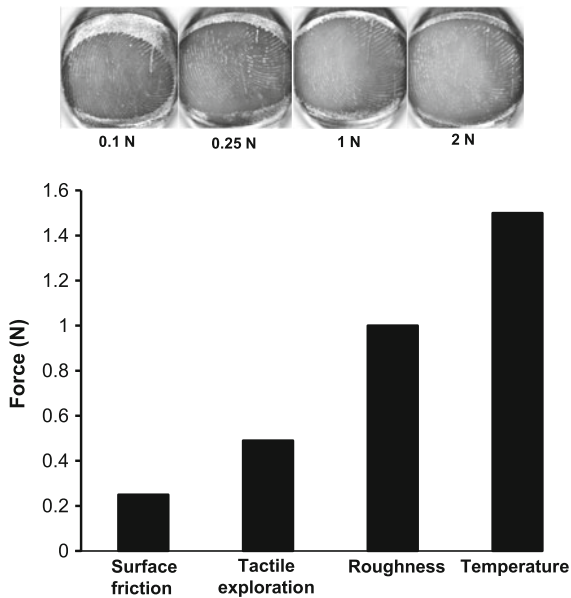 0.1 N
0.25 N
1 N
2 N
1.6
1.4
1.2
1
0.8
0.6
0.4
0.2
0
Force (N)
Surface
friction
Tactile
exploration
Roughness
Temperature